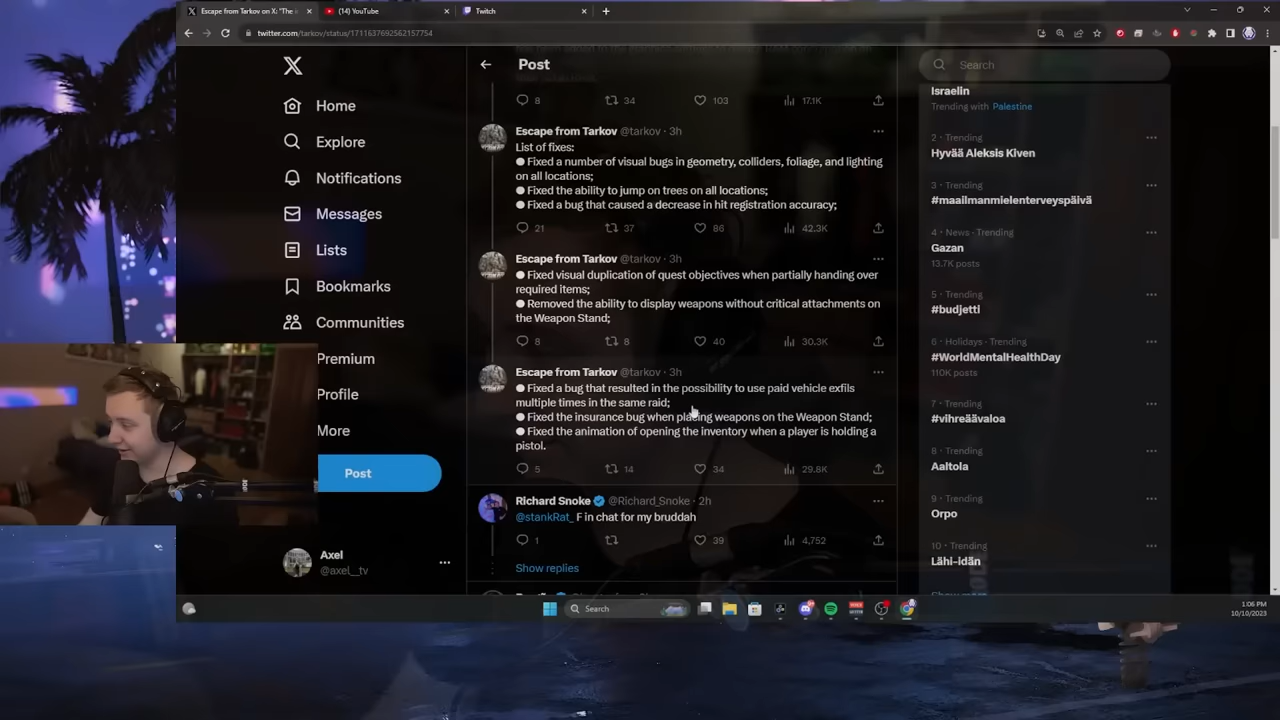 Escape from Tarkov on X: "The
(14) YouTube
Twitch
twitter.com/tarkov/status/1711637692562157754
Home
Explore
Notifications
Messages
Lists
Bookmarks
Communities
Premium
Profile
More
Post
Axel
@axel__tv
Post
8 34 103 17.1K
Escape from Tarkov @tarkov · 3h
List of fixes:
● Fixed a number of visual bugs in geometry, colliders, foliage, and lighting
on all locations;
● Fixed the ability to jump on trees on all locations;
● Fixed a bug that caused a decrease in hit registration accuracy;
21 37 86 42.3K
Escape from Tarkov @tarkov · 3h
● Fixed visual duplication of quest objectives when partially handing over
required items;
● Removed the ability to display weapons without critical attachments on
the Weapon Stand;
8 8 40 30.3K
Escape from Tarkov @tarkov · 3h
● Fixed a bug that resulted in the possibility to use paid vehicle exfils
multiple times in the same raid;
● Fixed the insurance bug when placing weapons on the Weapon Stand;
● Fixed the animation of opening the inventory when a player is holding a
pistol.
5 14 34 29.8K
Richard Snoke @Richard_Snoke · 2h
@stankRat_ F in chat for my bruddah
1 39 4,752
Show replies
Search
Israelin
Trending with Palestine
2 · Trending
Hyvää Aleksis Kiven
3 · Trending
#maailmanmielenterveyspäivä
4 · News · Trending
Gazan
13.7K posts
5 · Trending
#budjetti
6 · Holidays · Trending
#WorldMentalHealthDay
110K posts
7 · Trending
#vihreäävaloa
8 · Trending
Aaltola
9 · Trending
Orpo
10 · Trending
Lähi-idän
Show more
Search
1:06 PM
10/10/2023